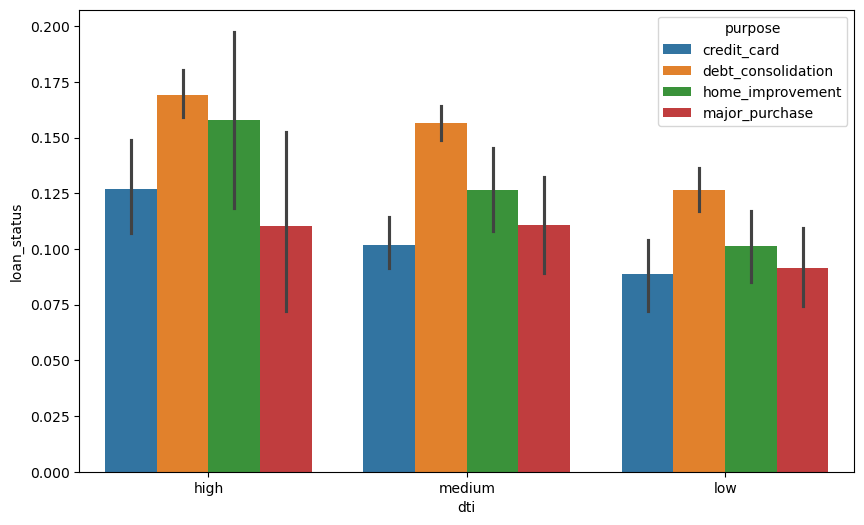 0.200
0.175
0.150
0.125
0.100
0.075
0.050
0.025
0.000
loan_status
purpose
credit_card
debt_consolidation
home_improvement
major_purchase
high
medium
low
dti